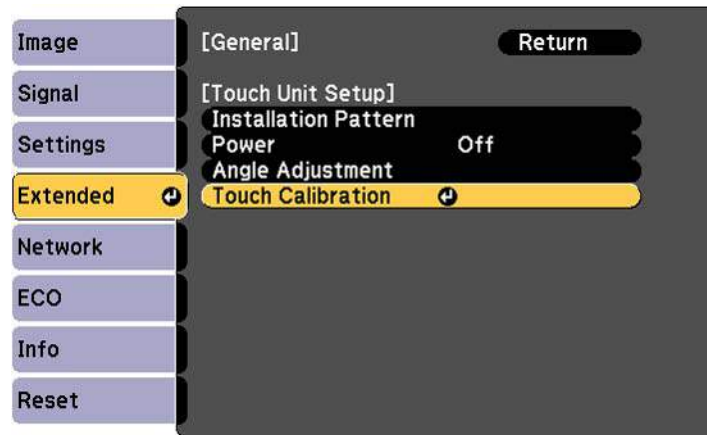 Image
Signal
Settings
Extended
Network
ECO
Info
Reset
[General] Return
[Touch Unit Setup]
Installation Pattern
Power Off
Angle Adjustment
Touch Calibration